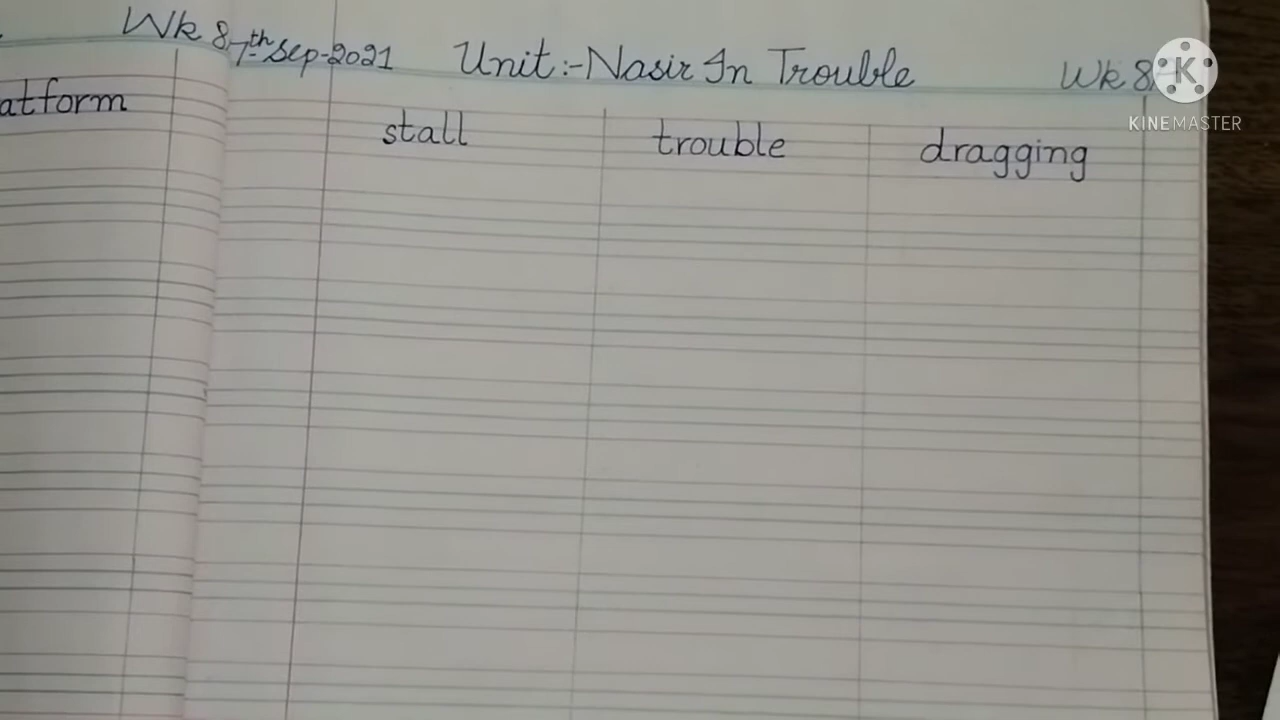 Wk 8
7th Sep-2021 Unit:-Nasir In Trouble Wk 8
atform
stall trouble dragging
KINEMASTER